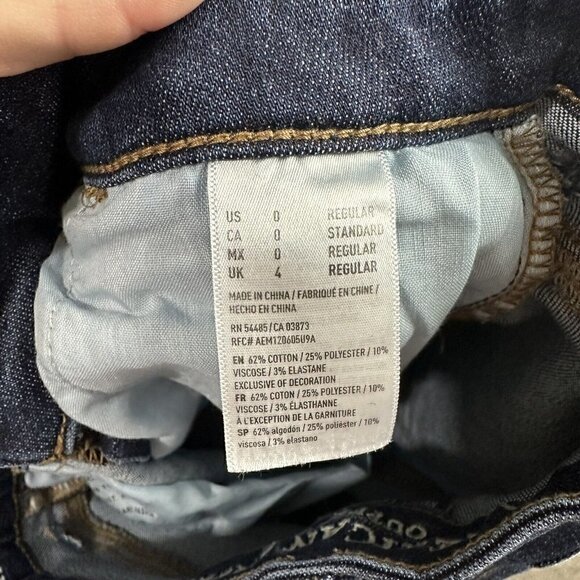 US 0 REGULAR
CA 0 STANDARD
MX 0 REGULAR
UK 4 REGULAR
MADE IN CHINA / FABRIQUÉ EN CHINE /
HECHO EN CHINA
RN 54485/CA 03873
RFC# AEM120605U9A
EN 62% COTTON / 25% POLYESTER / 10%
VISCOSE / 3% ELASTANE
EXCLUSIVE OF DECORATION
FR 62% COTON / 25% POLYESTER / 10%
VISCOSE / 3% ÉLASTHANNE
À L'EXCEPTION DE LA GARNITURE
SP 62% algodón / 25% poliéster / 10%
viscosa / 3% elastano